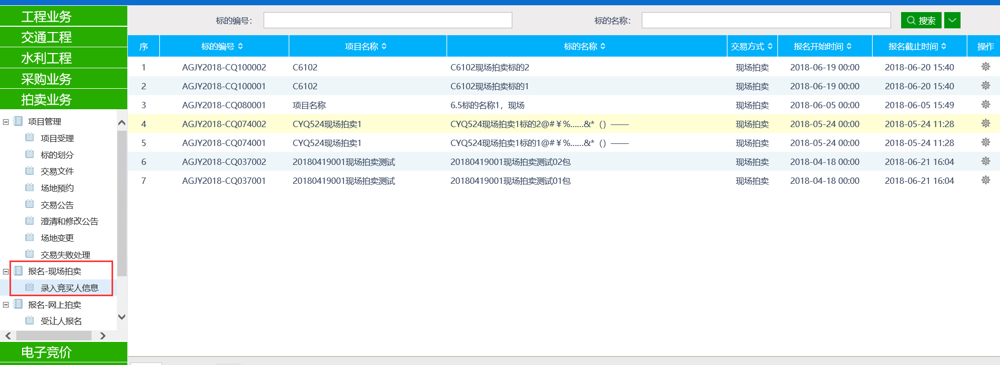 工程业务
交通工程
水利工程
采购业务
拍卖业务
项目管理
项目受理
标的划分
交易文件
场地预约
交易公告
澄清和修改公告
场地变更
交易失败处理
报名-现场拍卖
录入竞买人信息
报名-网上拍卖
受让人报名
电子竞价
标的编号： 标的名称： 搜索
序 标的编号 项目名称 标的名称 交易方式 报名开始时间 报名截止时间 操作
1 AGJY2018-CQ100002 C6102 C6102现场拍卖标的2 现场拍卖 2018-06-19 00:00 2018-06-20 15:40
2 AGJY2018-CQ100001 C6102 C6102现场拍卖标的1 现场拍卖 2018-06-19 00:00 2018-06-20 15:40
3 AGJY2018-CQ080001 项目名称 6.5标的名称1，现场 现场拍卖 2018-06-05 00:00 2018-06-05 15:49
4 AGJY2018-CQ074002 CYQ524现场拍卖1 CYQ524现场拍卖1标的2@#￥%……&*（）—— 现场拍卖 2018-05-24 00:00 2018-05-24 11:28
5 AGJY2018-CQ074001 CYQ524现场拍卖1 CYQ524现场拍卖1标的1@#￥%……&*（）—— 现场拍卖 2018-05-24 00:00 2018-05-24 11:28
6 AGJY2018-CQ037002 20180419001现场拍卖测试 20180419001现场拍卖测试02包 现场拍卖 2018-04-18 00:00 2018-06-21 16:04
7 AGJY2018-CQ037001 20180419001现场拍卖测试 20180419001现场拍卖测试01包 现场拍卖 2018-04-18 00:00 2018-06-21 16:04